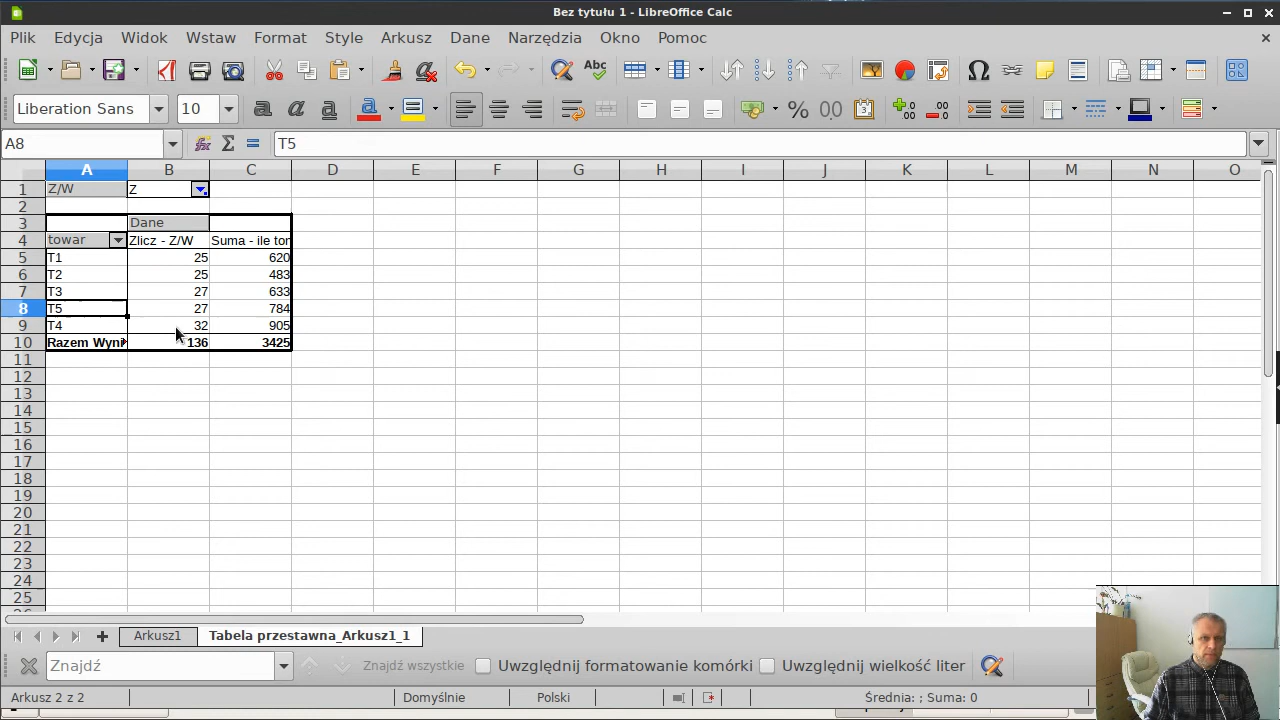 Bez tytułu 1 - LibreOffice Calc
Plik Edycja Widok Wstaw Format Style Arkusz Dane Narzędzia Okno Pomoc
Liberation Sans 10
A8 T5
A B C D E F G H I J K L M N O
1 Z/W Z
2
3 Dane
4 towar Zlicz - Z/W Suma - ile ton
5 T1 25 620
6 T2 25 483
7 T3 27 633
8 T5 27 784
9 T4 32 905
10 Razem Wyni 136 3425
11
12
13
14
15
16
17
18
19
20
21
22
23
24
25
Arkusz1 Tabela przestawna_Arkusz1_1
Znajdź Znajdź wszystkie Uwzględnij formatowanie komórki Uwzględnij wielkość liter
Arkusz 2 z 2 Domyślnie Polski Średnia: ; Suma: 0